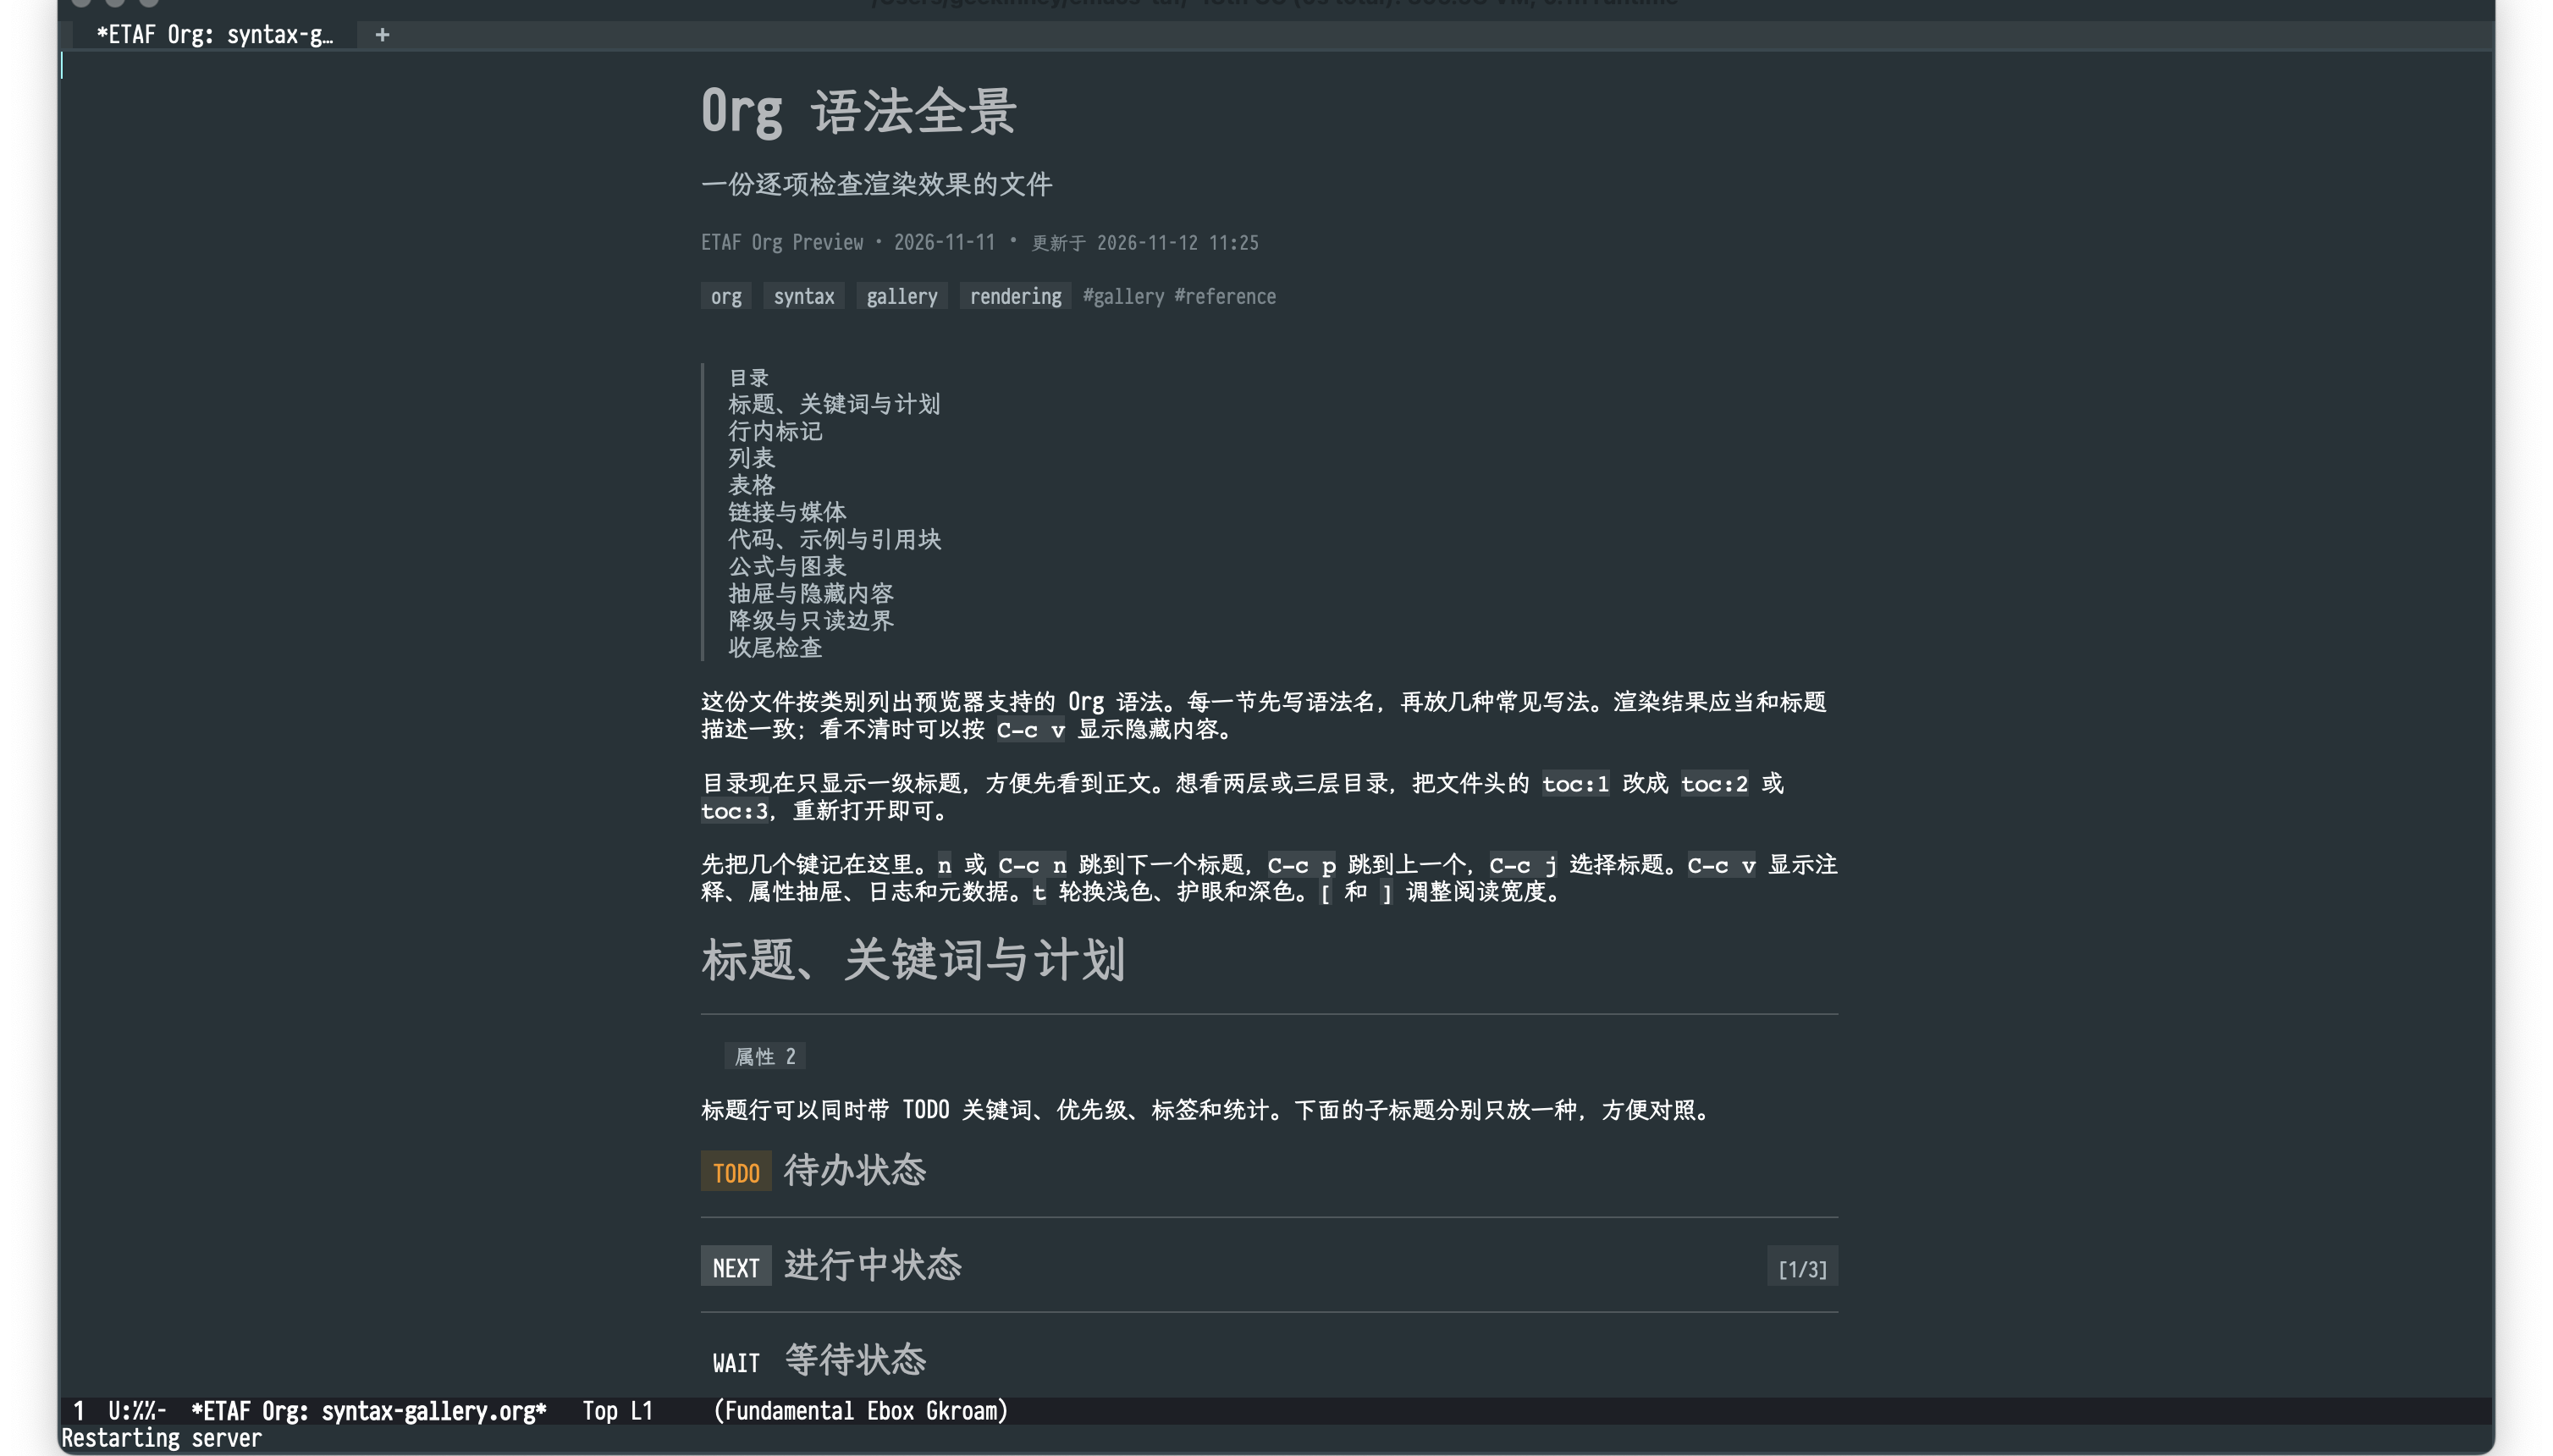 *ETAF Org: syntax-g… +
Org 语法全景
一份逐项检查渲染效果的文件
ETAF Org Preview · 2026-11-11 · 更新于 2026-11-12 11:25
org syntax gallery rendering #gallery #reference
目录
标题、关键词与计划
行内标记
列表
表格
链接与媒体
代码、示例与引用块
公式与图表
抽屉与隐藏内容
降级与只读边界
收尾检查
这份文件按类别列出预览器支持的 Org 语法。每一节先写语法名，再放几种常见写法。渲染结果应当和标题
描述一致；看不清时可以按 C-c v 显示隐藏内容。
目录现在只显示一级标题，方便先看到正文。想看两层或三层目录，把文件头的 toc:1 改成 toc:2 或
toc:3，重新打开即可。
先把几个键记在这里。n 或 C-c n 跳到下一个标题，C-c p 跳到上一个，C-c j 选择标题。C-c v 显示注
释、属性抽屉、日志和元数据。t 轮换浅色、护眼和深色。[ 和 ] 调整阅读宽度。
标题、关键词与计划
属性 2
标题行可以同时带 TODO 关键词、优先级、标签和统计。下面的子标题分别只放一种，方便对照。
TODO 待办状态
NEXT 进行中状态 [1/3]
WAIT 等待状态
1 U:%%- *ETAF Org: syntax-gallery.org* Top L1 (Fundamental Ebox Gkroam)
Restarting server